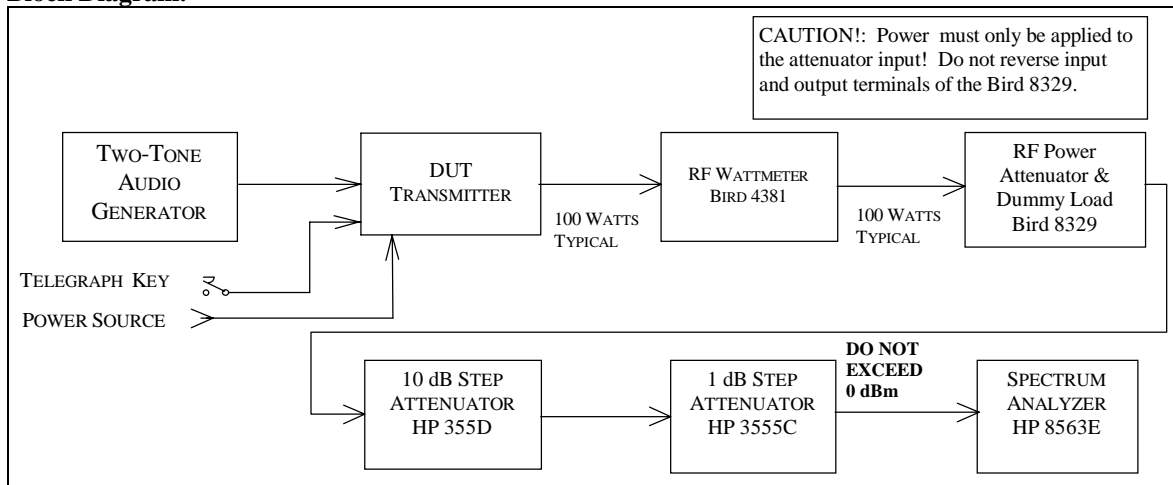 CAUTION!: Power must only be applied to
the attenuator input! Do not reverse input
and output terminals of the Bird 8329.
TWO-TONE
AUDIO
GENERATOR
DUT
TRANSMITTER
100 WATTS
TYPICAL
RF WATTMETER
BIRD 4381
100 WATTS
TYPICAL
RF Power
Attenuator &
Dummy Load
Bird 8329
TELEGRAPH KEY
POWER SOURCE
10 dB STEP
ATTENUATOR
HP 355D
1 dB STEP
ATTENUATOR
HP 3555C
DO NOT
EXCEED
0 dBm
SPECTRUM
ANALYZER
HP 8563E